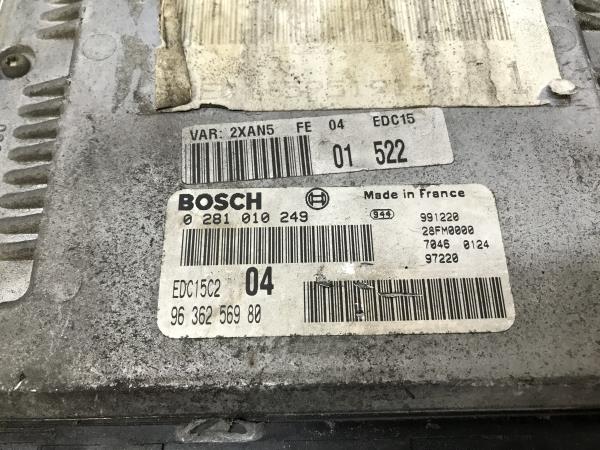 VAR: 2XAN5 FE 04 EDC15
01 522
BOSCH Made in France
0 281 010 249 944 991220
28FM0000
7046 0124
EDC15C2 04 97220
96 362 569 80